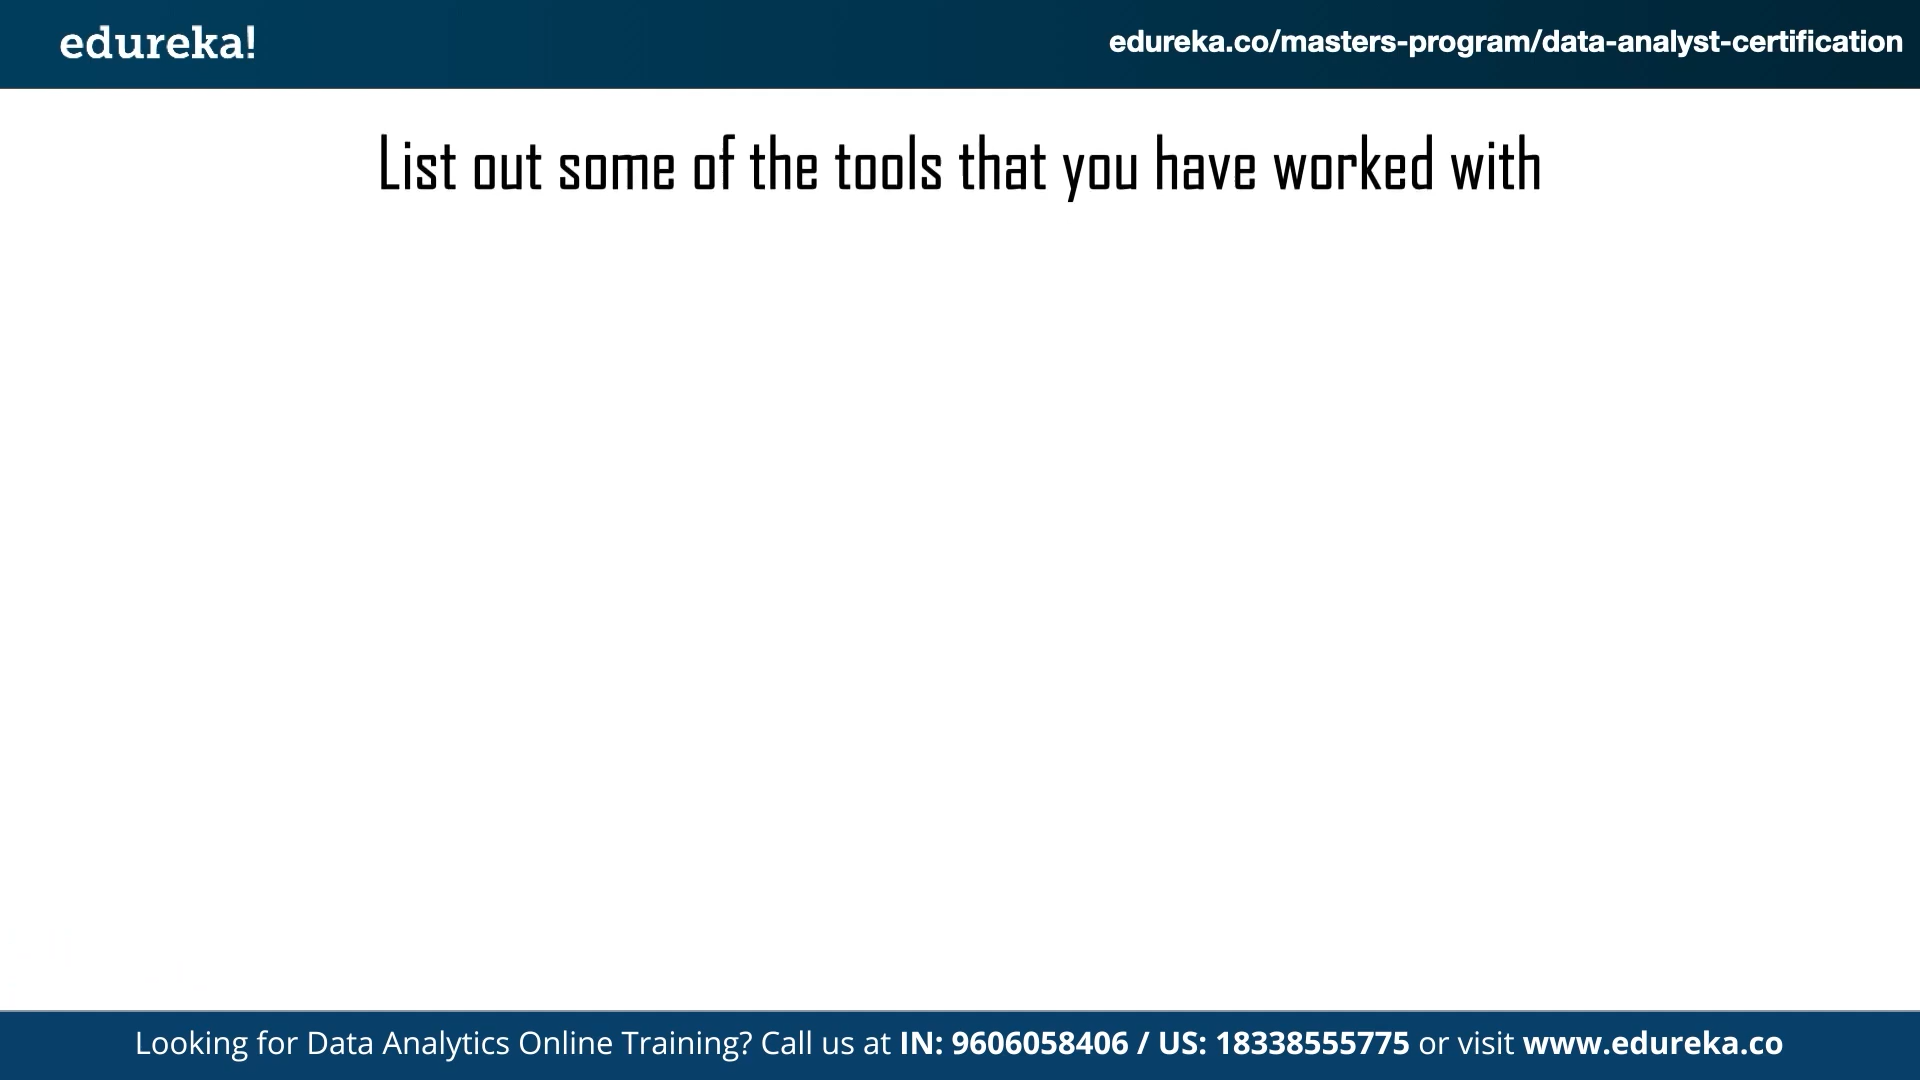 edureka!
edureka.co/masters-program/data-analyst-certification
List out some of the tools that you have worked with
Looking for Data Analytics Online Training? Call us at IN: 9606058406 / US: 18338555775 or visit www.edureka.co